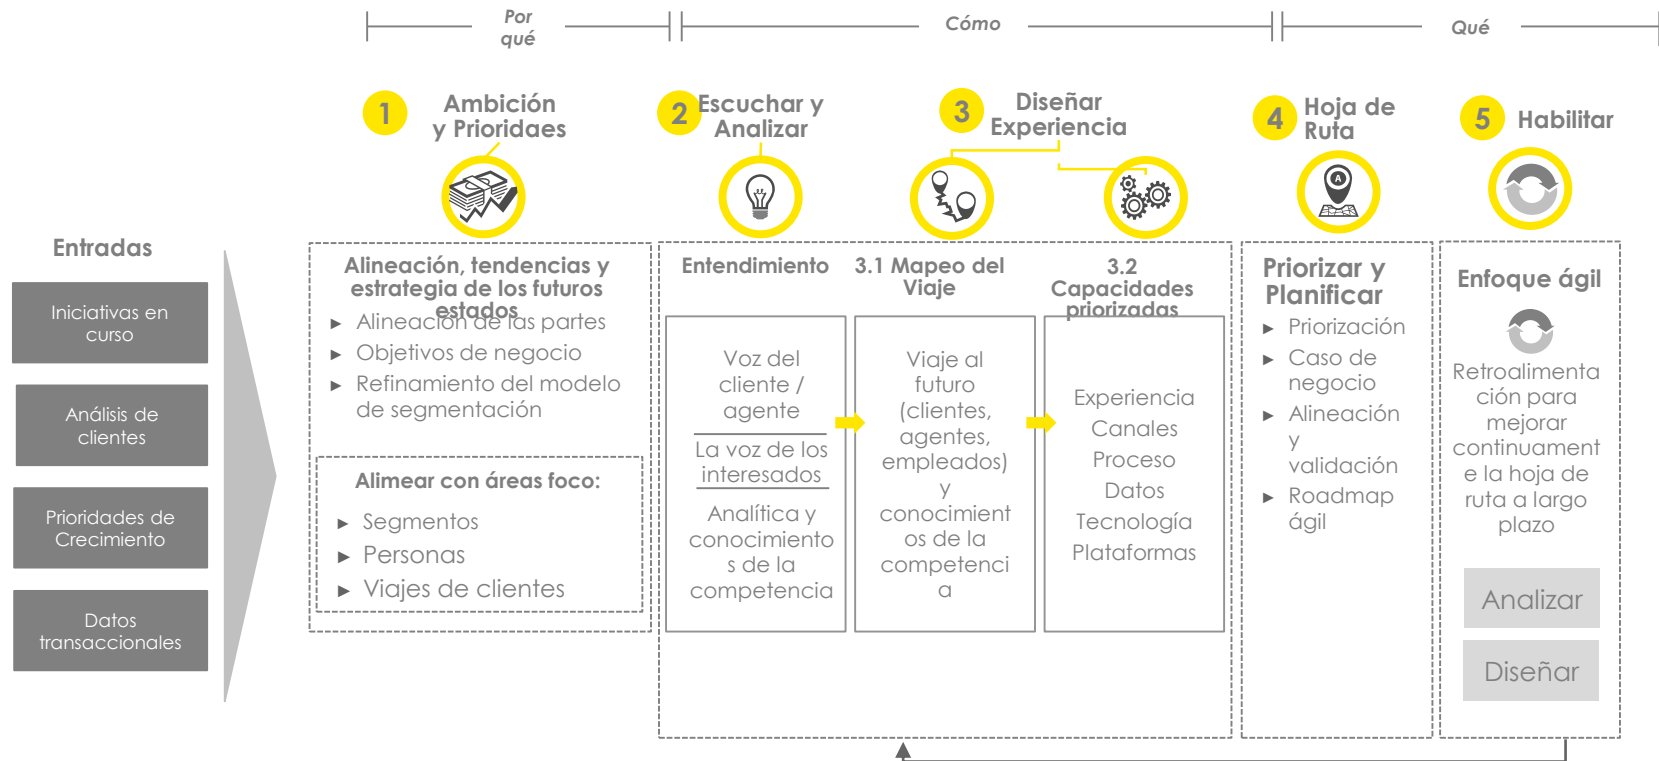 Por
qué
Cómo
Qué
1
Ambición
y Prioridaes
2
Escuchar y
Analizar
3
Diseñar
Experiencia
4
Hoja de
Ruta
5
Habilitar
A
Entradas
Iniciativas en
curso
Análisis de
clientes
Prioridades de
Crecimiento
Datos
transaccionales
Alineación, tendencias y
estrategia de los futuros
estados
► Alineación de las partes
► Objetivos de negocio
► Refinamiento del modelo
de segmentación
Alimear con áreas foco:
► Segmentos
► Personas
► Viajes de clientes
Entendimiento
Voz del
cliente /
agente
La voz de los
interesados
Analítica y
conocimiento
s de la
competencia
3.1 Mapeo del
Viaje
Viaje al
futuro
(clientes,
agentes,
empleados)
y
conocimient
os de la
competenci
a
3.2
Capacidades
priorizadas
Experiencia
Canales
Proceso
Datos
Tecnología
Plataformas
Priorizar y
Planificar
► Priorización
► Caso de
negocio
► Alineación
y
validación
► Roadmap
ágil
Enfoque ágil
Retroalimenta
ción para
mejorar
continuament
e la hoja de
ruta a largo
plazo
Analizar
Diseñar